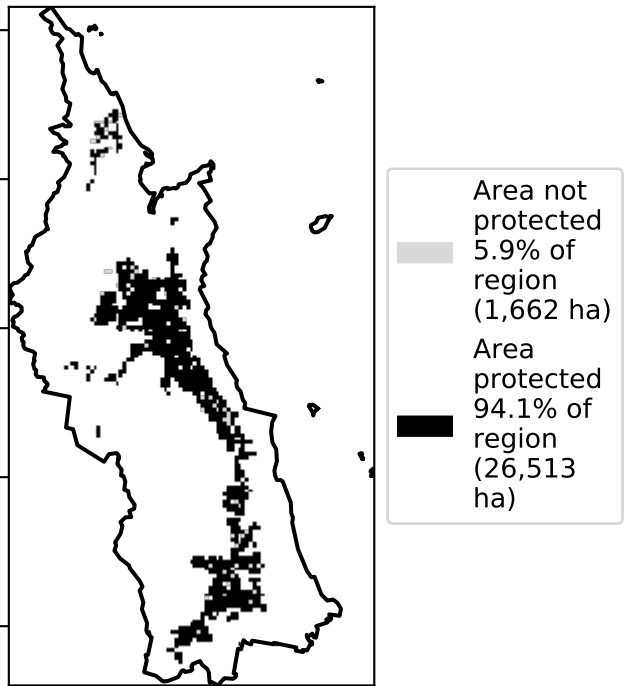 Area not
protected
5.9% of
region
(1,662 ha)
Area
protected
94.1% of
region
(26,513
ha)